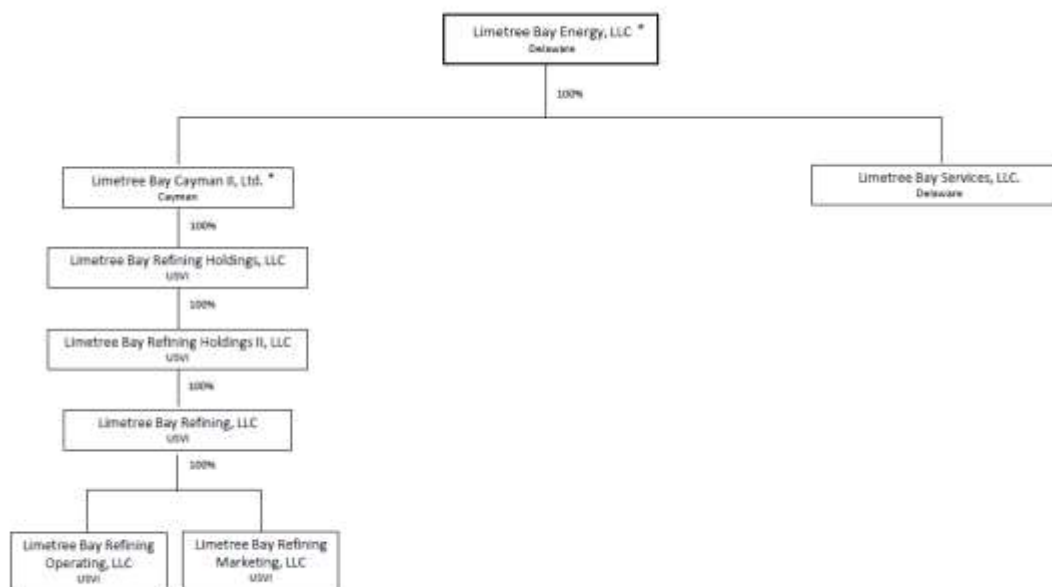 Limetree Bay Energy, LLC *
Delaware
100%
Limetree Bay Cayman II, Ltd. *
Cayman
Limetree Bay Services, LLC.
Delaware
100%
Limetree Bay Refining Holdings, LLC
USVI
100%
Limetree Bay Refining Holdings II, LLC
USVI
100%
Limetree Bay Refining, LLC
USVI
100%
Limetree Bay Refining
Operating, LLC
USVI
Limetree Bay Refining
Marketing, LLC
USVI